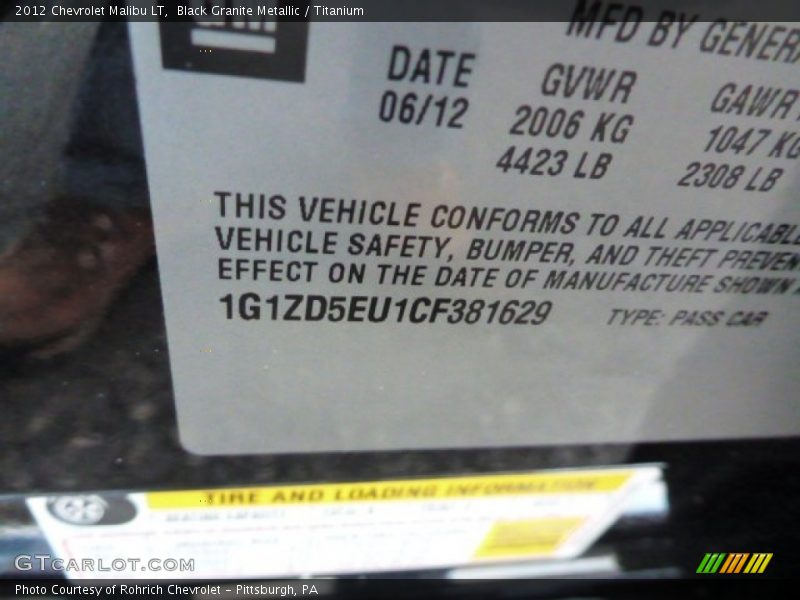 2012 Chevrolet Malibu LT, Black Granite Metallic / Titanium
GM
MFD BY GENERA
DATE GVWR GAWR
06/12 2006 KG 1047 KG
4423 LB 2308 LB
THIS VEHICLE CONFORMS TO ALL APPLICABLE
VEHICLE SAFETY, BUMPER, AND THEFT PREVEN
EFFECT ON THE DATE OF MANUFACTURE SHOWN
1G1ZD5EU1CF381629 TYPE: PASS CAR
TIRE AND LOADING INFORMATION
GTCARLOT.COM
Photo Courtesy of Rohrich Chevrolet - Pittsburgh, PA